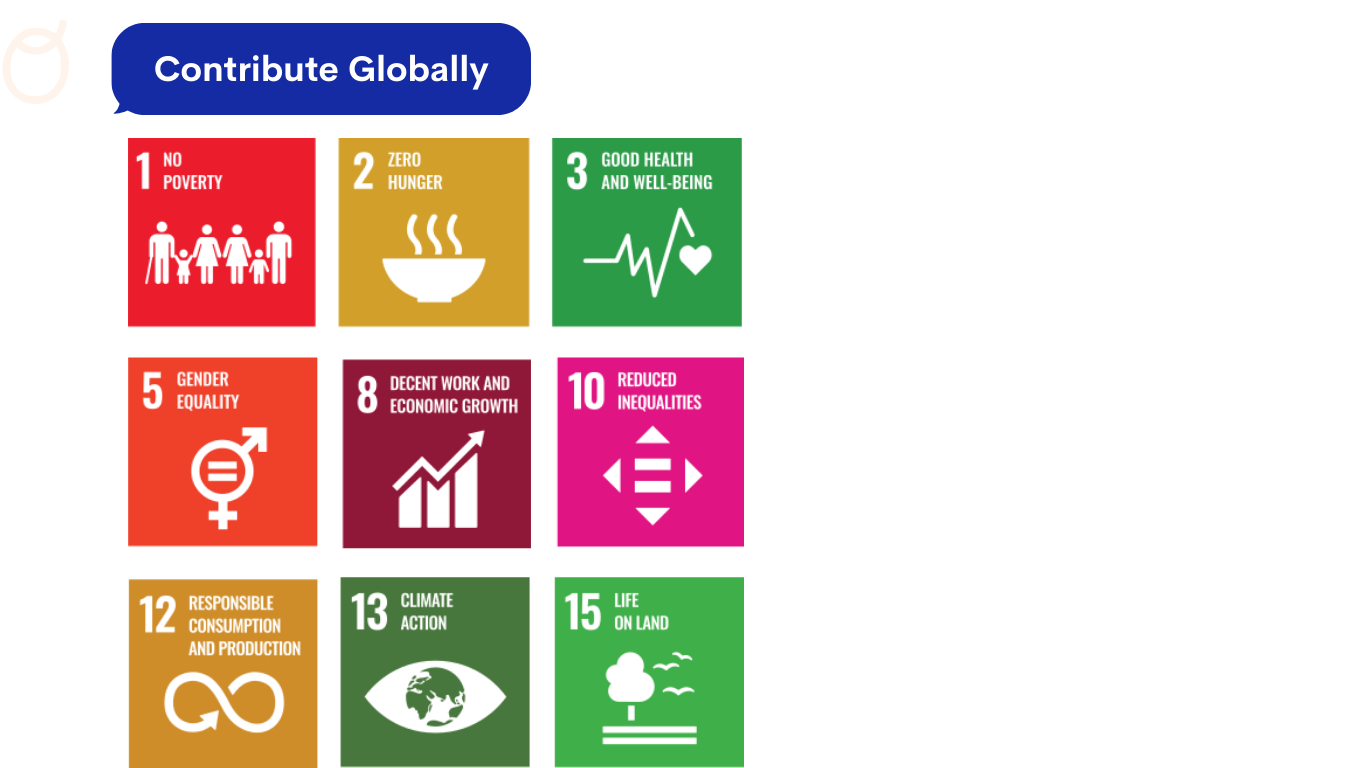 Contribute Globally
1 NO
POVERTY
2 ZERO
HUNGER
3 GOOD HEALTH
AND WELL-BEING
5 GENDER
EQUALITY
8 DECENT WORK AND
ECONOMIC GROWTH
10 REDUCED
INEQUALITIES
12 RESPONSIBLE
CONSUMPTION
AND PRODUCTION
13 CLIMATE
ACTION
15 LIFE
ON LAND